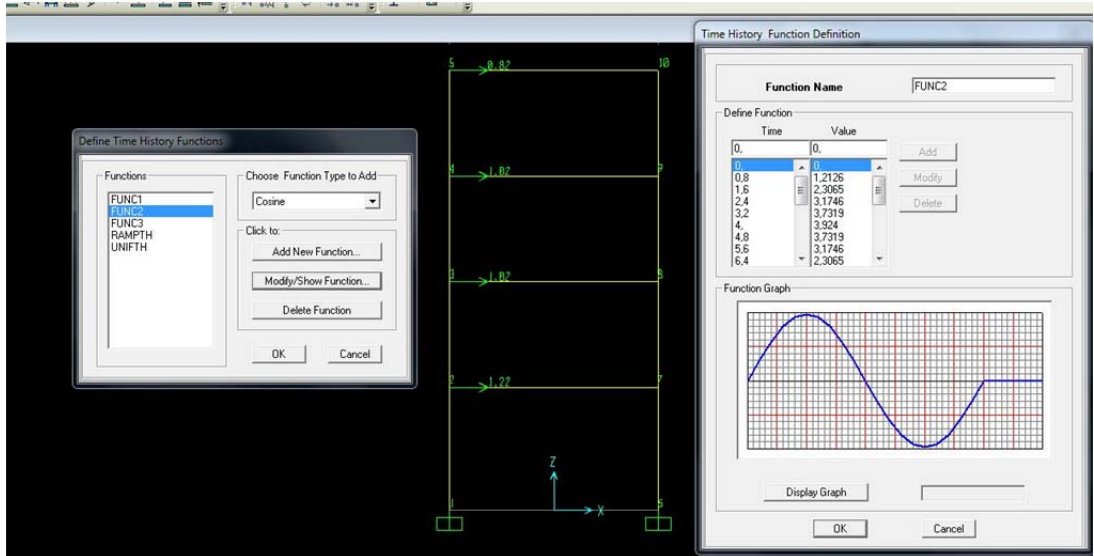 Define Time History Functions
Functions
FUNC1
FUNC2
FUNC3
RAMPTH
UNIFTH
Choose Function Type to Add
Cosine
Click to:
Add New Function...
Modify/Show Function...
Delete Function
OK
Cancel
5
0.82
10
4
1.02
9
3
1.02
8
2
1.22
7
Z
X
1
Time History Function Definition
Function Name
FUNC2
Define Function
Time Value
0, 0,
0, 0,
0,8 1,2126
1,6 2,3065
2,4 3,1746
3,2 3,7319
4, 3,924
4,8 3,7319
5,6 3,1746
6,4 2,3065
Add
Modify
Delete
Function Graph
Display Graph
OK
Cancel